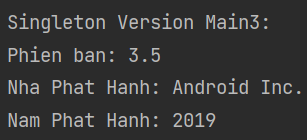 Singleton Version Main3:
Phien ban: 3.5
Nha Phat Hanh: Android Inc.
Nam Phat Hanh: 2019